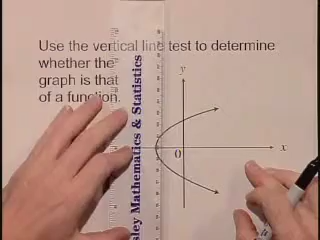 Use the vertical line test to determine
whether the
graph is that
of a function.
y
0
x
sley Mathematics & Statistics